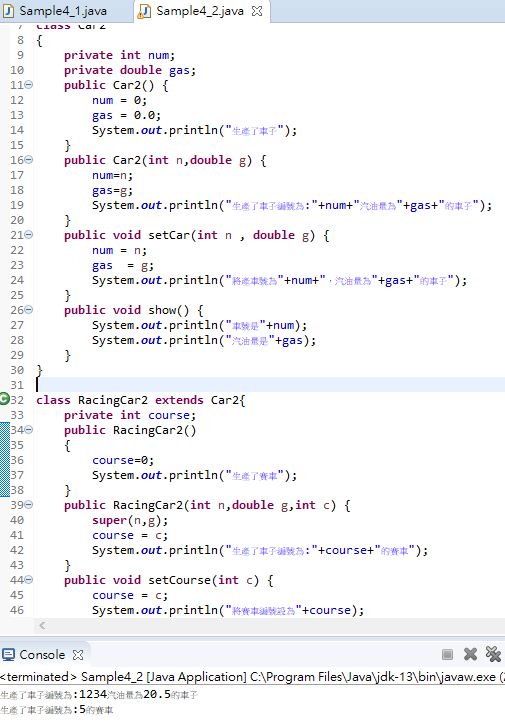 Sample4_1.java
Sample4_2.java
7 class Car2
8 {
9 private int num;
10 private double gas;
11 public Car2() {
12 num = 0;
13 gas = 0.0;
14 System.out.println("生產了車子");
15 }
16 public Car2(int n,double g) {
17 num=n;
18 gas=g;
19 System.out.println("生產了車子編號為:"+num+"汽油量為"+gas+"的車子");
20 }
21 public void setCar(int n , double g) {
22 num = n;
23 gas = g;
24 System.out.println("將產車號為"+num+"，汽油量為"+gas+"的車子");
25 }
26 public void show() {
27 System.out.println("車號是"+num);
28 System.out.println("汽油量是"+gas);
29 }
30 }
31
32 class RacingCar2 extends Car2{
33 private int course;
34 public RacingCar2()
35 {
36 course=0;
37 System.out.println("生產了賽車");
38 }
39 public RacingCar2(int n,double g,int c) {
40 super(n,g);
41 course = c;
42 System.out.println("生產了車子編號為:"+course+"的賽車");
43 }
44 public void setCourse(int c) {
45 course = c;
46 System.out.println("將賽車編號設為"+course);
Console
<terminated> Sample4_2 [Java Application] C:\Program Files\Java\jdk-13\bin\javaw.exe (2
生產了車子編號為:1234汽油量為20.5的車子
生產了車子編號為:5的賽車